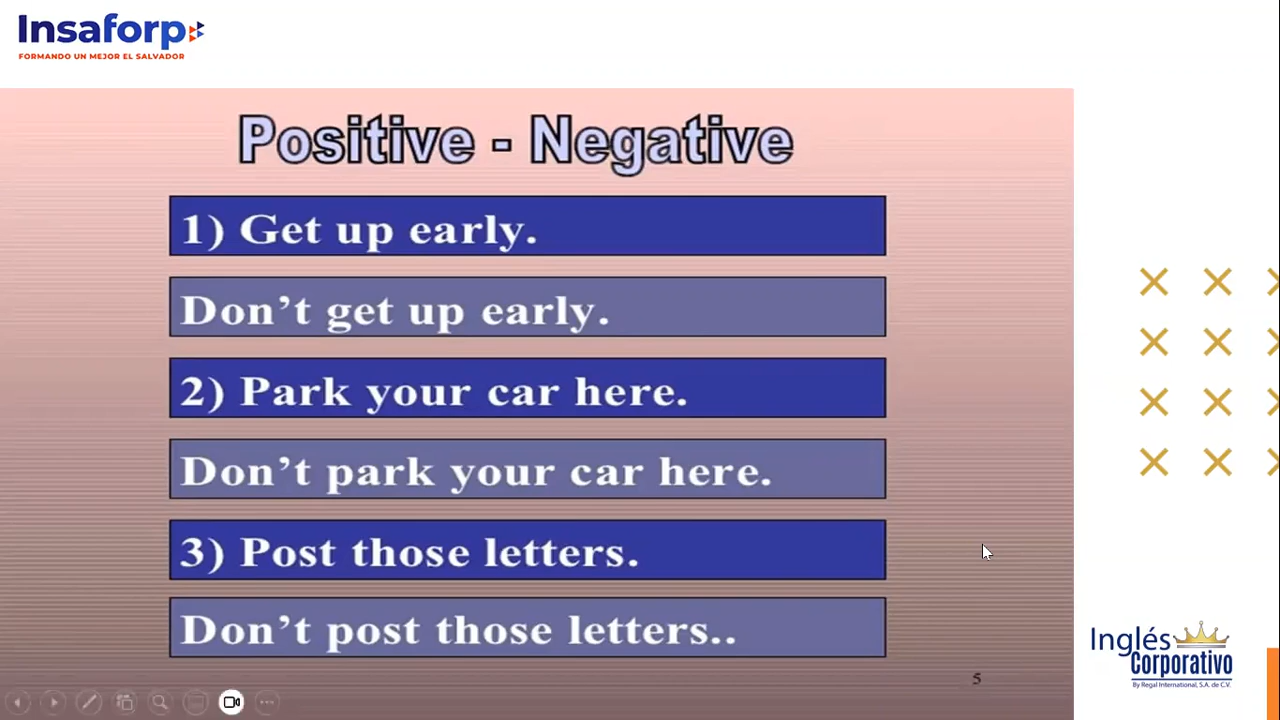 Insaforp
FORMANDO UN MEJOR EL SALVADOR
Positive - Negative
1) Get up early.
Don’t get up early.
2) Park your car here.
Don’t park your car here.
3) Post those letters.
Don’t post those letters..
5
Inglés
Corporativo
By Regal International, S.A. de C.V.